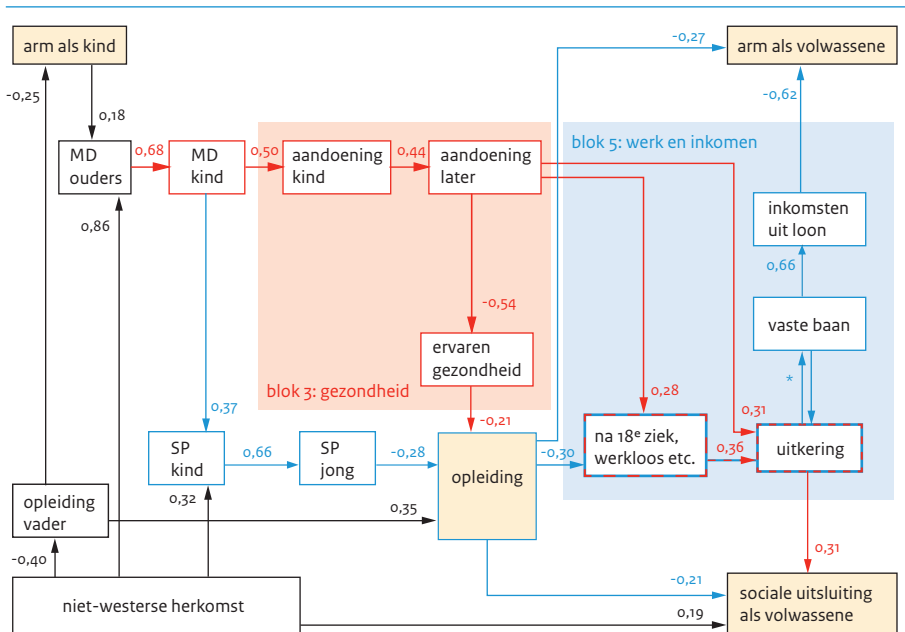 -0,27
arm als kind
arm als volwassene
-0,25
0,18
-0,62
blok 5: werk en inkomen
MD
ouders
0,68
MD
kind
0,50
aandoening
kind
0,44
aandoening
later
inkomsten
uit loon
0,86
0,66
-0,54
vaste baan
ervaren
gezondheid
*
blok 3: gezondheid
0,28
0,37
-0,21
0,31
SP
kind
0,66
SP
jong
-0,28
opleiding
-0,30
na 18e ziek,
werkloos etc.
0,36
uitkering
0,32
opleiding
vader
0,35
-0,40
0,31
-0,21
niet-westerse herkomst
sociale uitsluiting
als volwassene
0,19